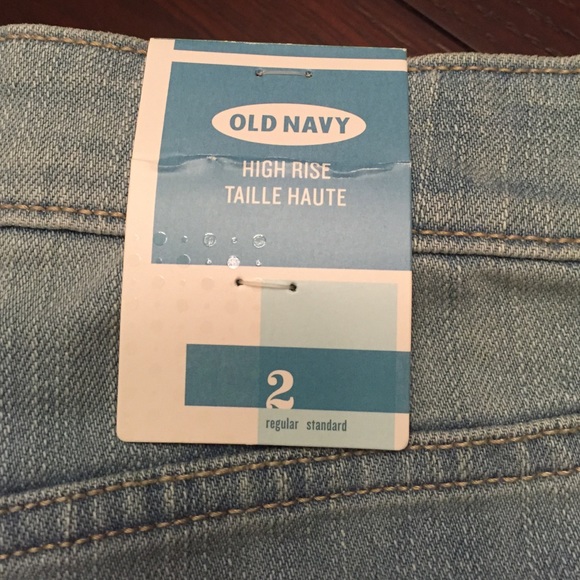 OLD NAVY
HIGH RISE
TAILLE HAUTE
2
regular standard